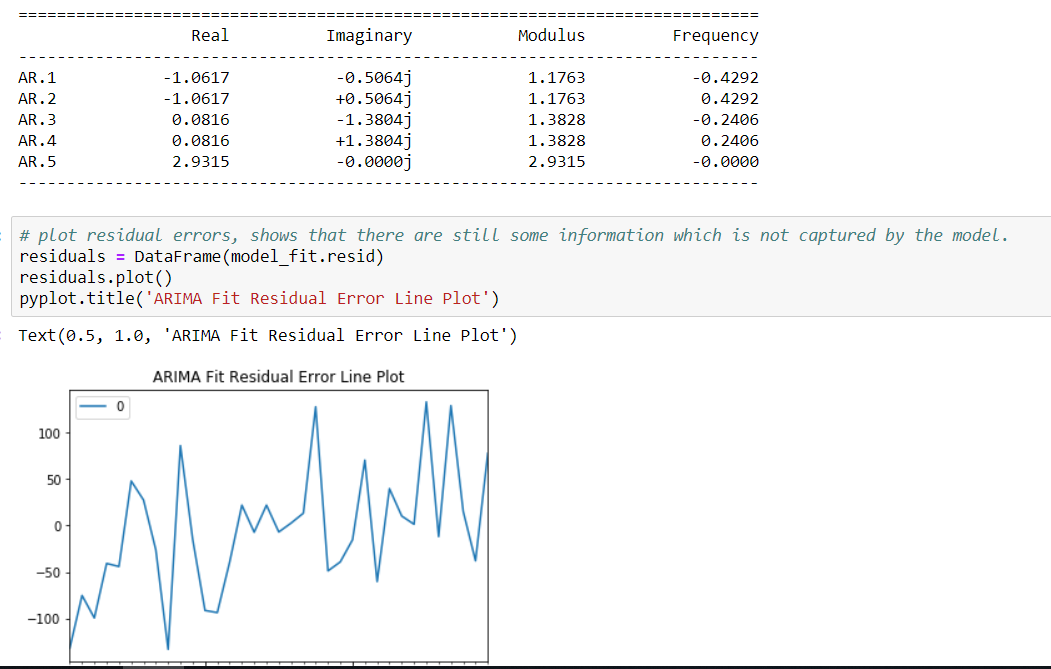 =============================================================================
Real Imaginary Modulus Frequency
-----------------------------------------------------------------------------
AR.1 -1.0617 -0.5064j 1.1763 -0.4292
AR.2 -1.0617 +0.5064j 1.1763 0.4292
AR.3 0.0816 -1.3804j 1.3828 -0.2406
AR.4 0.0816 +1.3804j 1.3828 0.2406
AR.5 2.9315 -0.0000j 2.9315 -0.0000
-----------------------------------------------------------------------------
# plot residual errors, shows that there are still some information which is not captured by the model.
residuals = DataFrame(model_fit.resid)
residuals.plot()
pyplot.title('ARIMA Fit Residual Error Line Plot')
Text(0.5, 1.0, 'ARIMA Fit Residual Error Line Plot')
ARIMA Fit Residual Error Line Plot
0
100
50
0
−50
−100